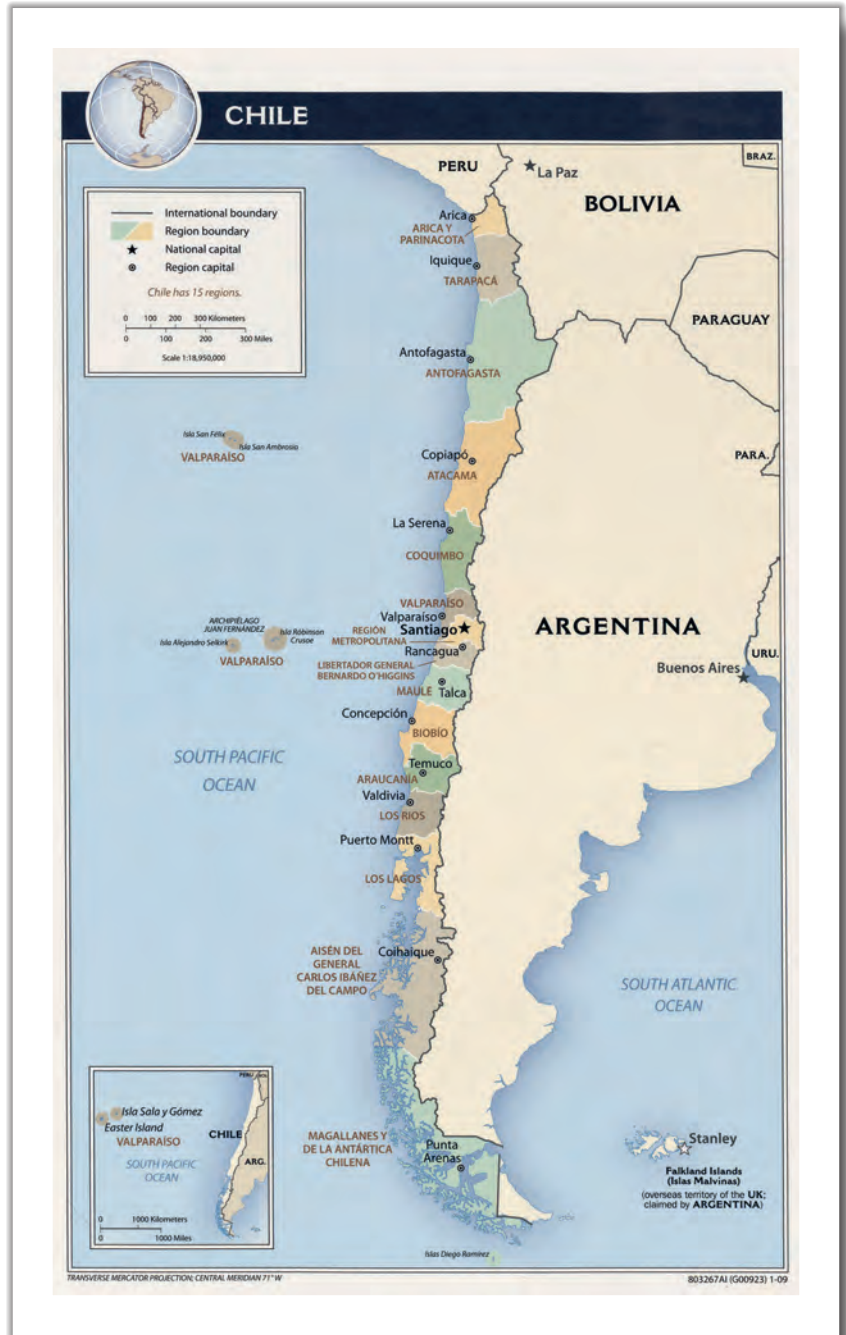 CHILE
PERU
La Paz
BRAZ.
BOLIVIA
International boundary
Region boundary
National capital
Region capital
Chile has 15 regions.
0 100 200 300 Kilometers
0 100 200 300 Miles
Scale 1:18,950,000
Arica
ARICA Y
PARINACOTA
Iquique
TARAPACÁ
PARAGUAY
Antofagasta
ANTOFAGASTA
Isla San Félix
Isla San Ambrosio
VALPARAÍSO
Copiapó
ATACAMA
PARA.
La Serena
COQUIMBO
VALPARAÍSO
Valparaíso
ARCHIPIÉLAGO
JUAN FERNÁNDEZ
Isla Robinson
Crusoe
Isla Alejandro Selkirk
VALPARAÍSO
Santiago
REGIÓN
METROPOLITANA
Rancagua
LIBERTADOR GENERAL
BERNARDO O'HIGGINS
ARGENTINA
URU.
Buenos Aires
MAULE
Talca
Concepción
BIOBÍO
SOUTH PACIFIC
OCEAN
Temuco
ARAUCANÍA
Valdivia
LOS RIOS
Puerto Montt
LOS LAGOS
AISÉN DEL
GENERAL
CARLOS IBÁÑEZ
DEL CAMPO
Coihaique
SOUTH ATLANTIC
OCEAN
PERU
BOL.
Isla Sala y Gómez
Easter Island
VALPARAÍSO
CHILE
SOUTH PACIFIC
OCEAN
ARG.
0 1000 Kilometers
0 1000 Miles
MAGALLANES Y
DE LA ANTÁRTICA
CHILENA
Punta
Arenas
Stanley
Falkland Islands
(Islas Malvinas)
(overseas territory of the UK;
claimed by ARGENTINA)
Islas Diego Ramírez
TRANSVERSE MERCATOR PROJECTION; CENTRAL MERIDIAN 71° W
803267AI (G00923) 1-09